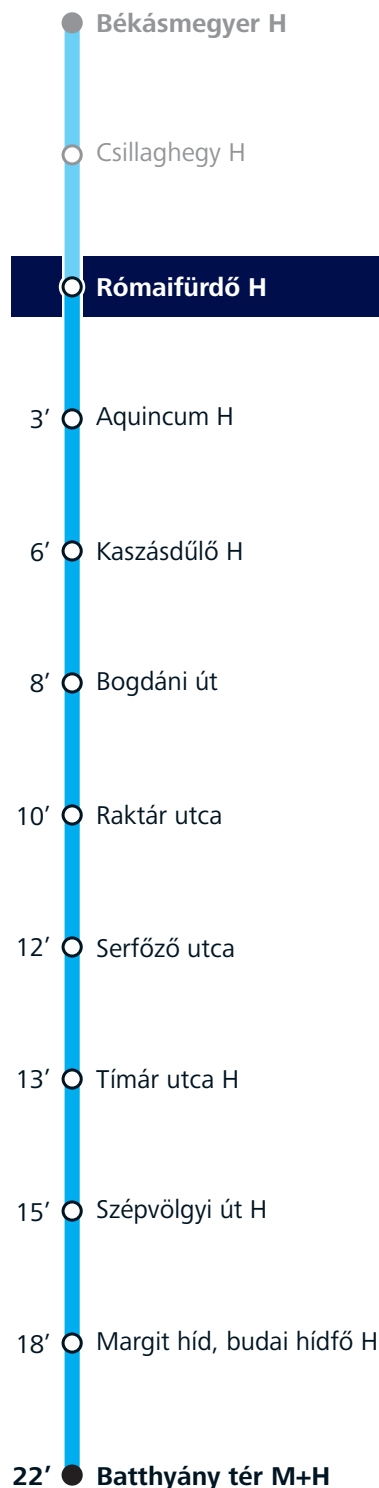 Békásmegyer H
Csillaghegy H
Rómaifürdő H
3’ Aquincum H
6’ Kaszásdűlő H
8’ Bogdáni út
10’ Raktár utca
12’ Serfőző utca
13’ Tímár utca H
15’ Szépvölgyi út H
18’ Margit híd, budai hídfő H
22’ Batthyány tér M+H